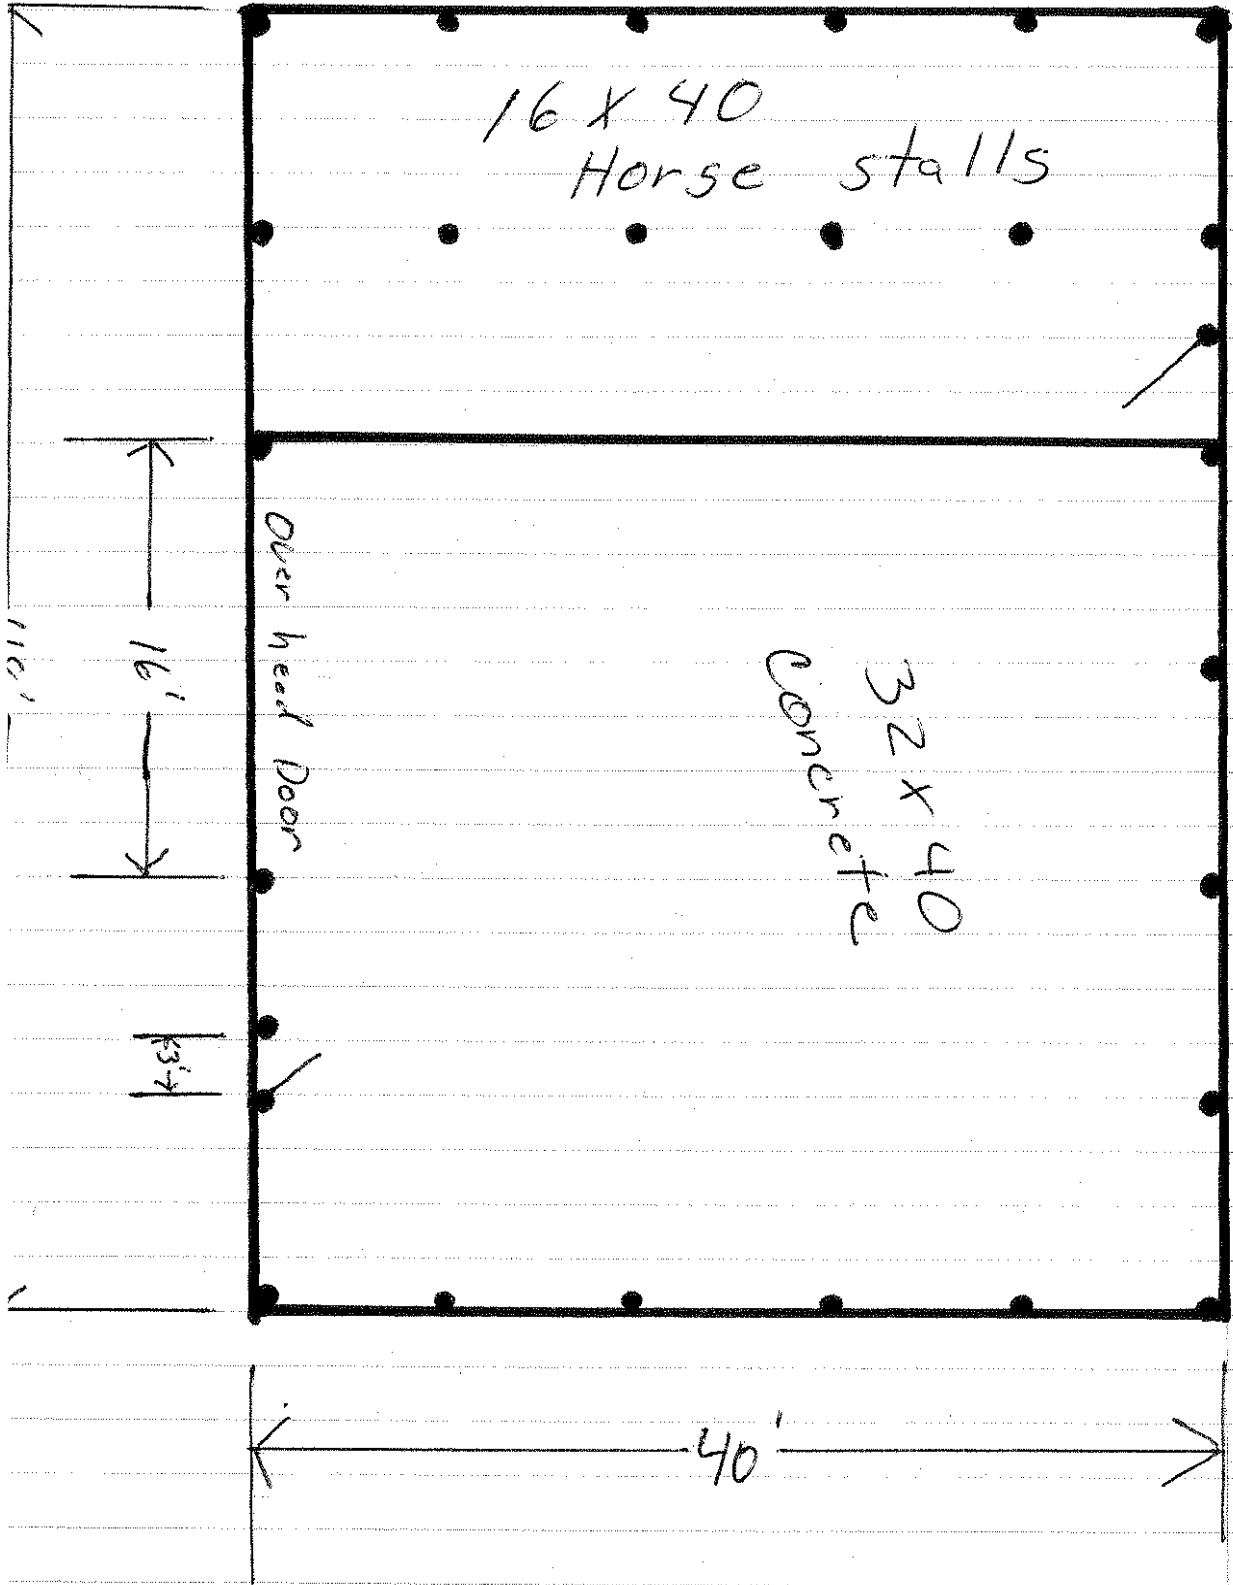 16 X 40
Horse stalls
Over head Door
16'
32 x 40
Concrete
3'
40'